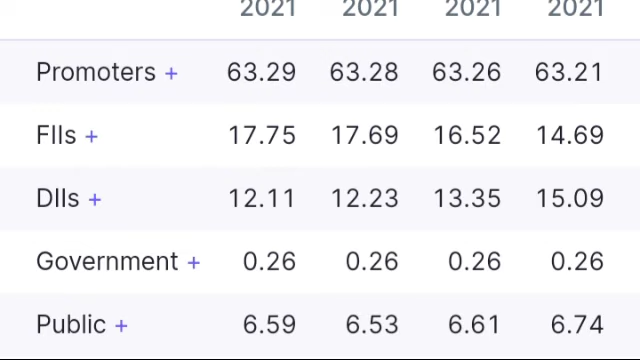 2021 2021 2021 2021
Promoters + 63.29 63.28 63.26 63.21
FIIs + 17.75 17.69 16.52 14.69
DIIs + 12.11 12.23 13.35 15.09
Government + 0.26 0.26 0.26 0.26
Public + 6.59 6.53 6.61 6.74